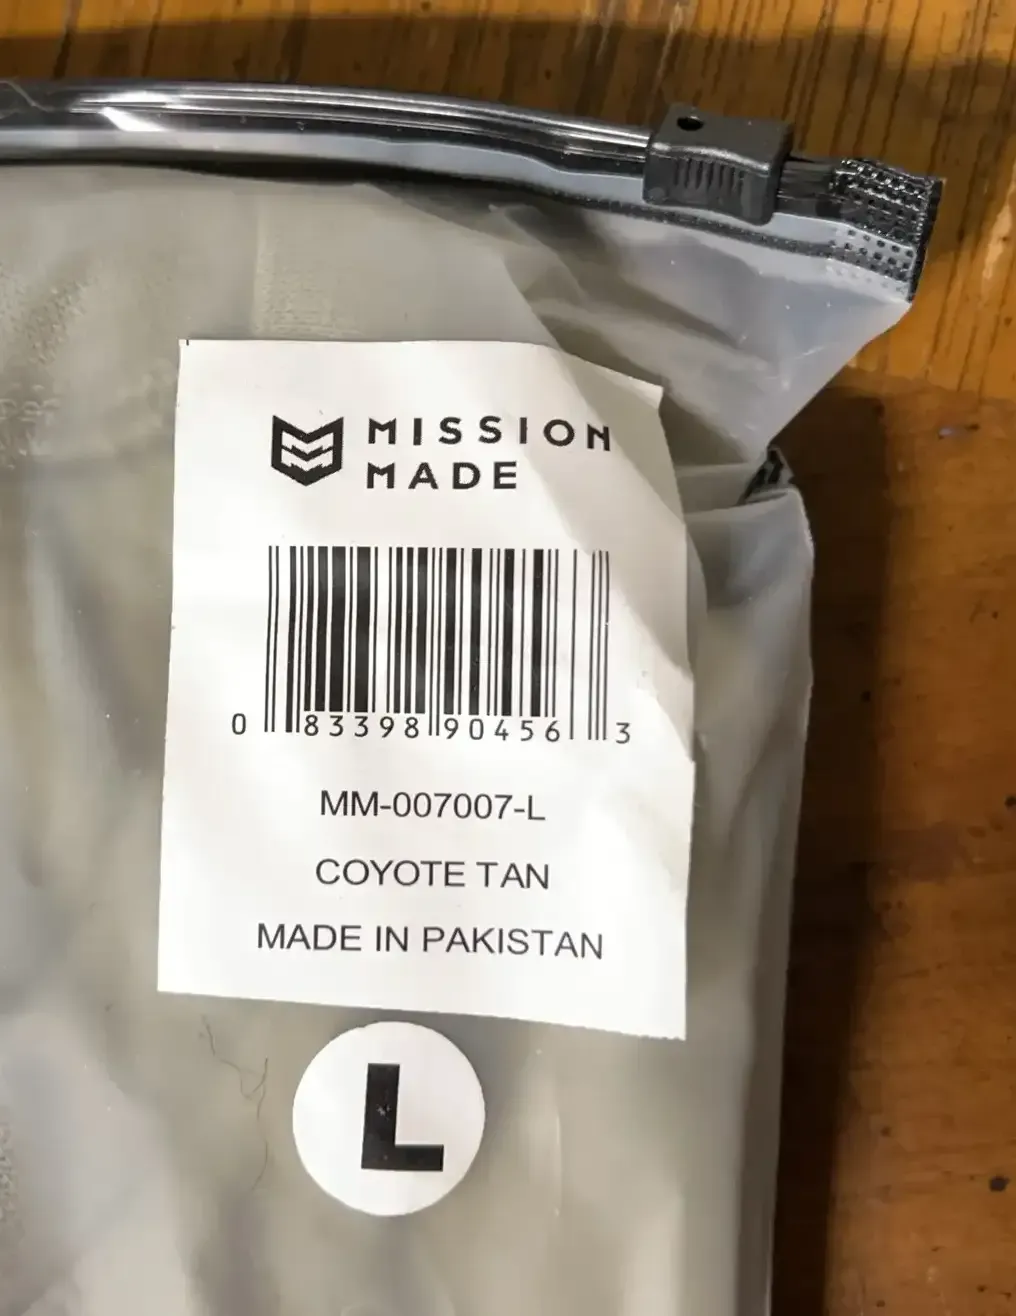 MISSION
MADE
0 83398 90456 3
MM-007007-L
COYOTE TAN
MADE IN PAKISTAN
L